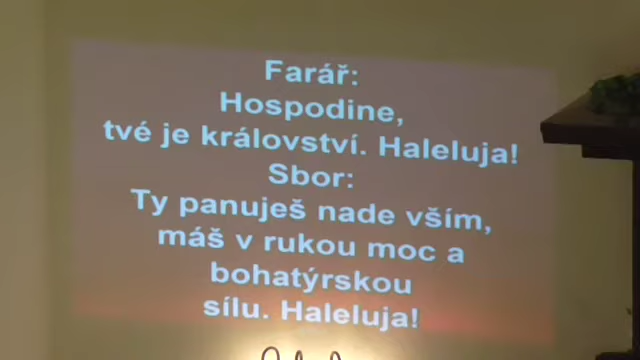 Farář:
Hospodine,
tvé je království. Haleluja!
Sbor:
Ty panuješ nade vším,
máš v rukou moc a
bohatýrskou
sílu. Haleluja!